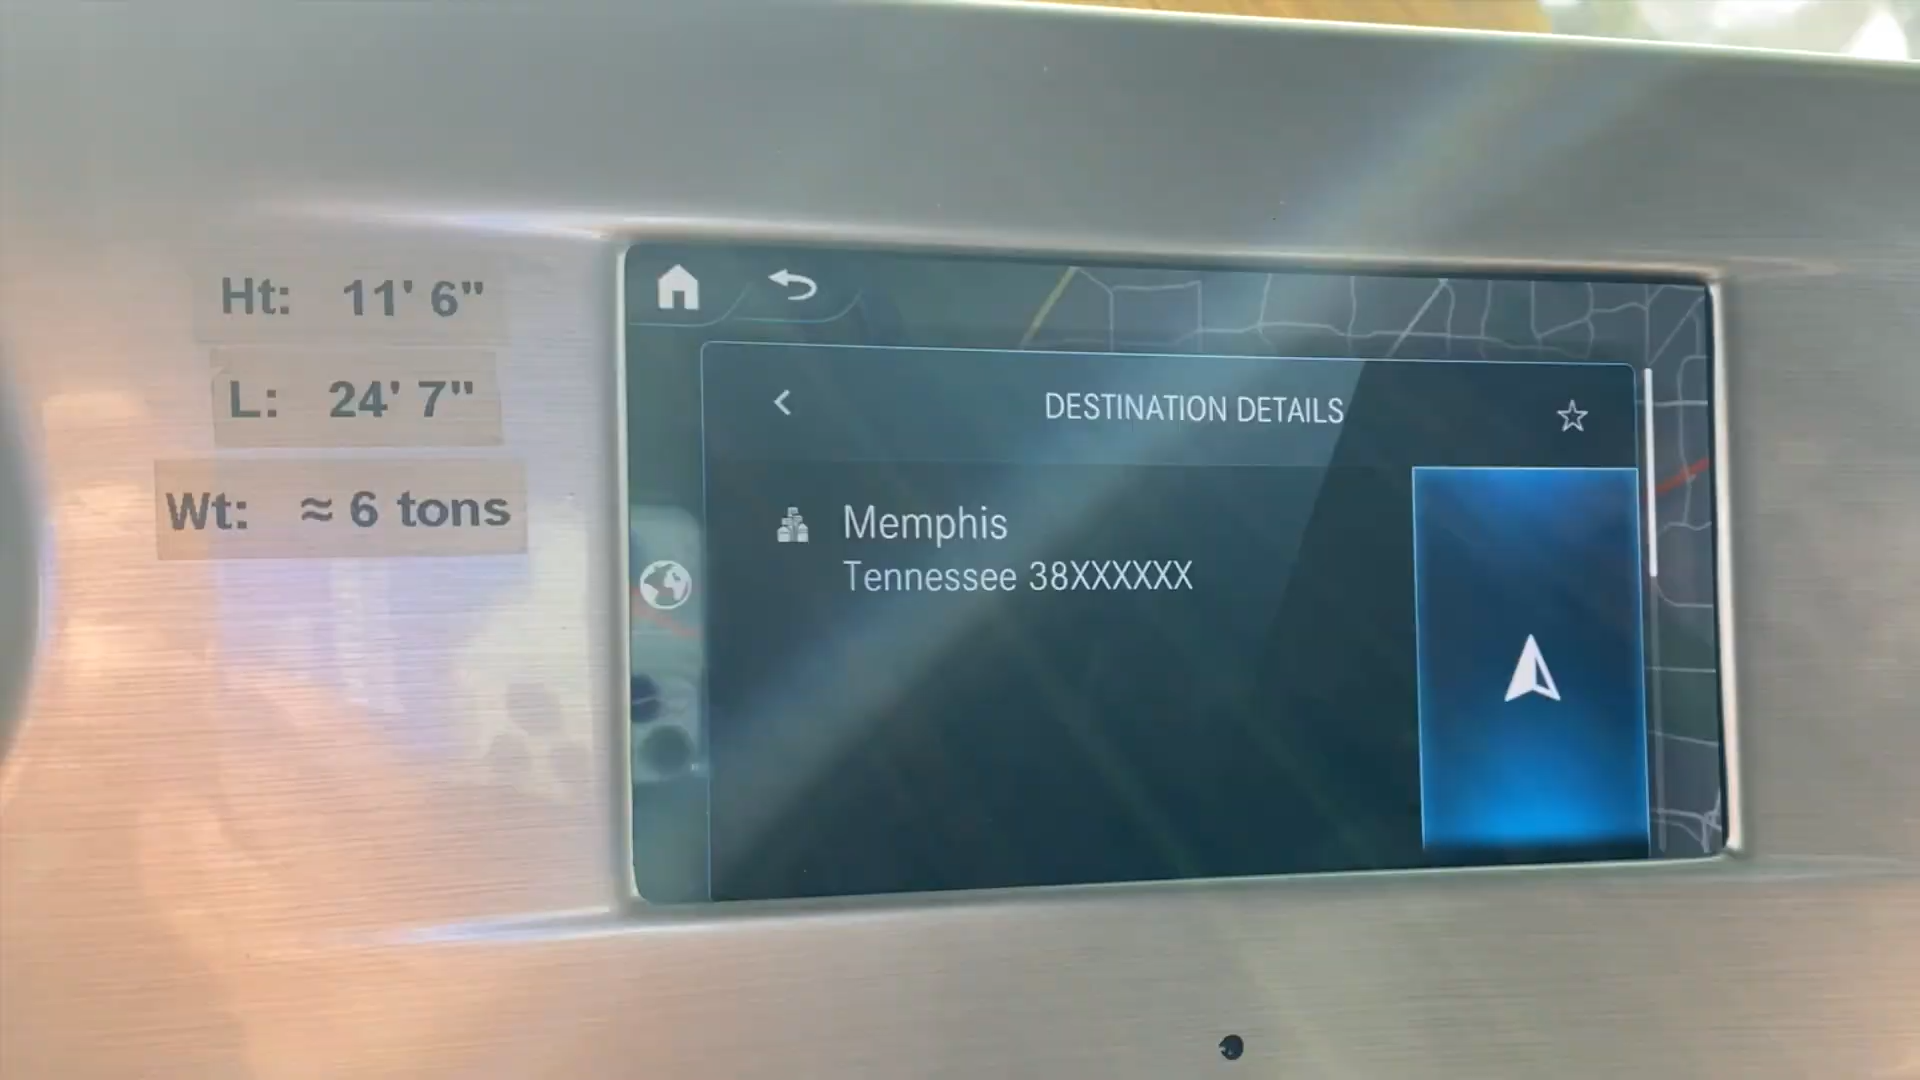 Ht: 11' 6"
L: 24' 7"
Wt: ≈ 6 tons
DESTINATION DETAILS
Memphis
Tennessee 38XXXXXX